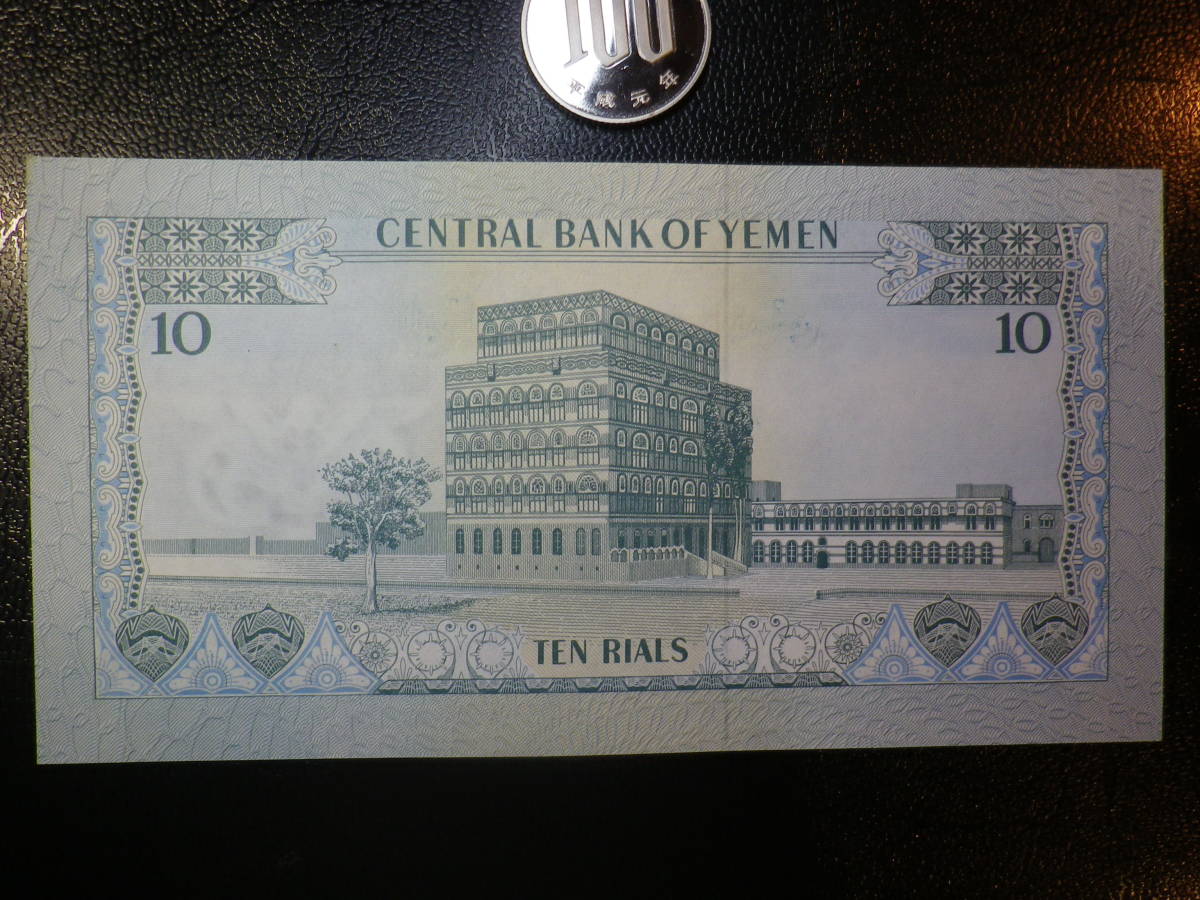 100
平成元年
CENTRAL BANK OF YEMEN
10 10
TEN RIALS